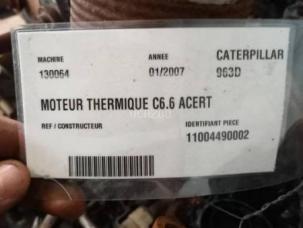 MACHINE ANNEE CATERPILLAR
130064 01/2007 963D
MOTEUR THERMIQUE C6.6 ACERT
REF / CONSTRUCTEUR IDENTIFIANT PIECE
11004490002